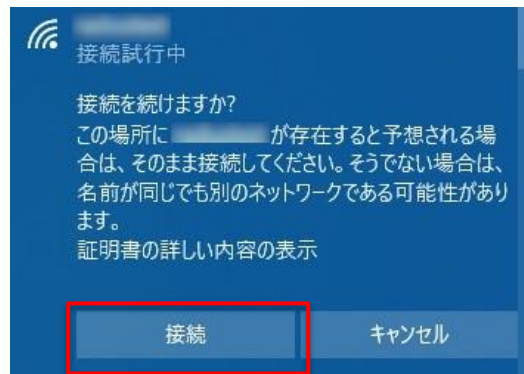 接続試行中
接続を続けますか?
この場所に が存在すると予想される場
合は、そのまま接続してください。そうでない場合は、
名前が同じでも別のネットワークである可能性があり
ます。
証明書の詳しい内容の表示
接続
キャンセル